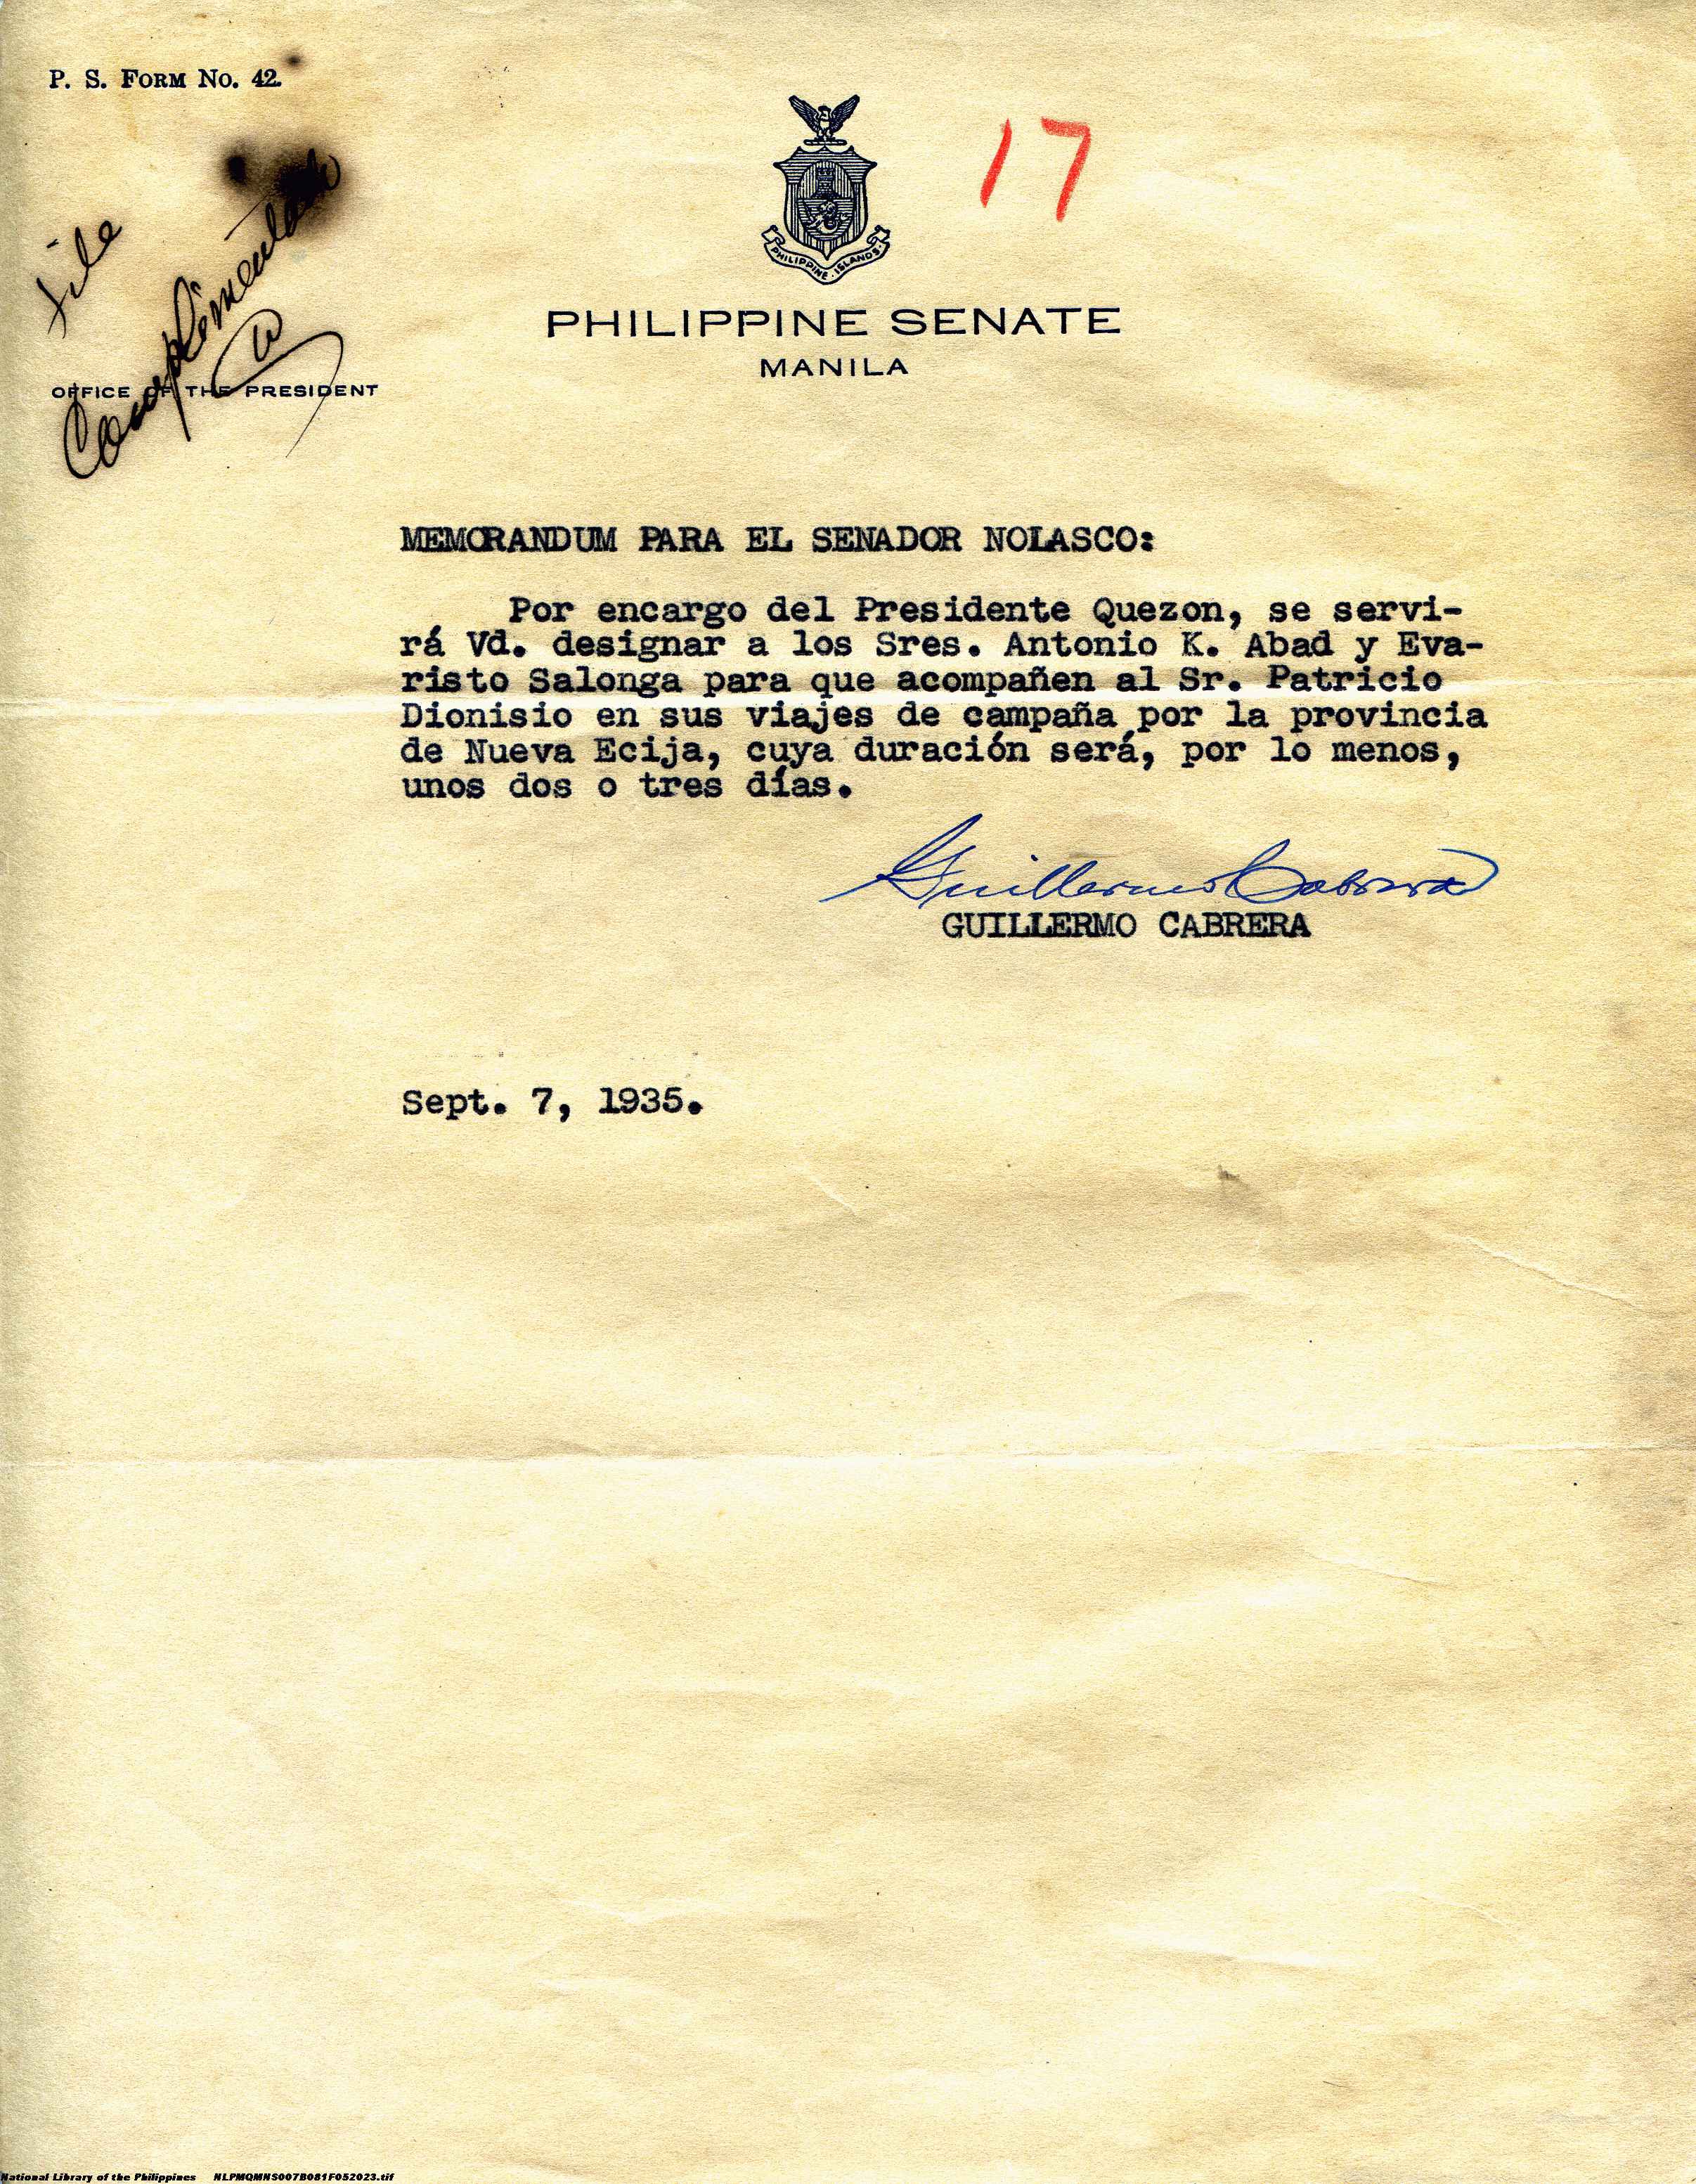 P. S. FORM NO. 42.
17
PHILIPPINE ISLANDS
PHILIPPINE SENATE
MANILA
File
Complimentada
OFFICE OF THE PRESIDENT
MEMORANDUM PARA EL SENADOR NOLASCO:
Por encargo del Presidente Quezon, se servi-
rá Vd. designar a los Sres. Antonio K. Abad y Eva-
risto Salonga para que acompañen al Sr. Patricio
Dionisio en sus viajes de campaña por la provincia
de Nueva Ecija, cuya duración será, por lo menos,
unos dos o tres días.
Guillermo Cabrera
GUILLERMO CABRERA
Sept. 7, 1935.
National Library of the Philippines NLPMQMNS007B081F052023.tif